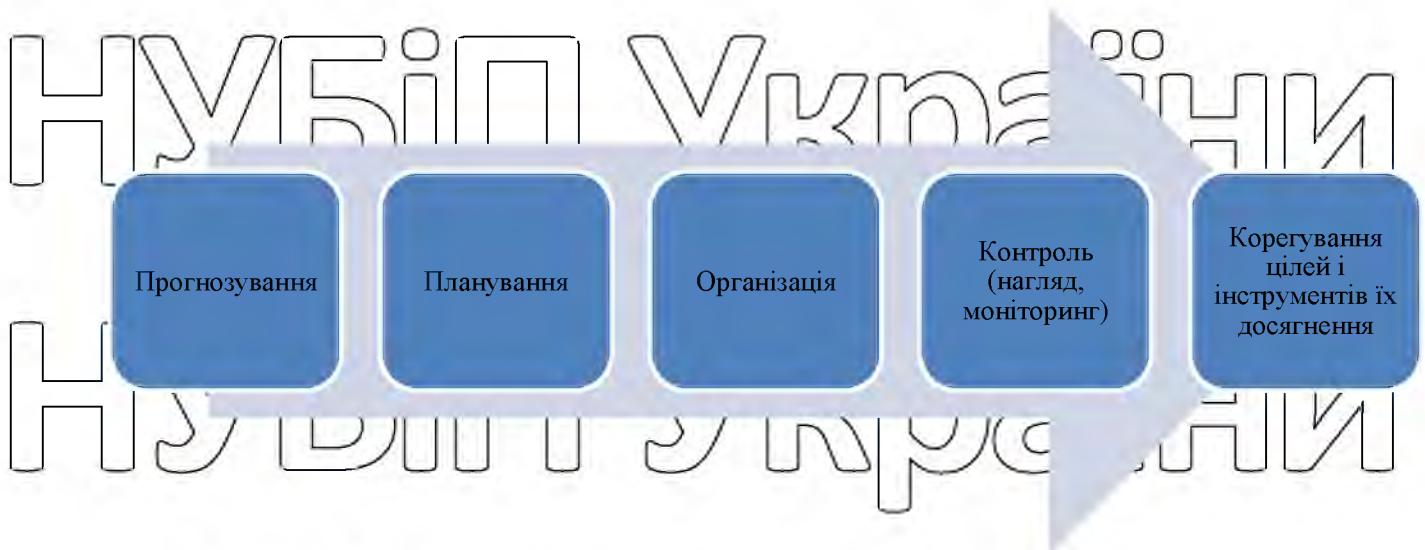 НУБіП України
Прогнозування
Планування
Організація
Контроль
(нагляд,
моніторинг)
Корегування
цілей і
інструментів їх
досягнення
НУБіП України